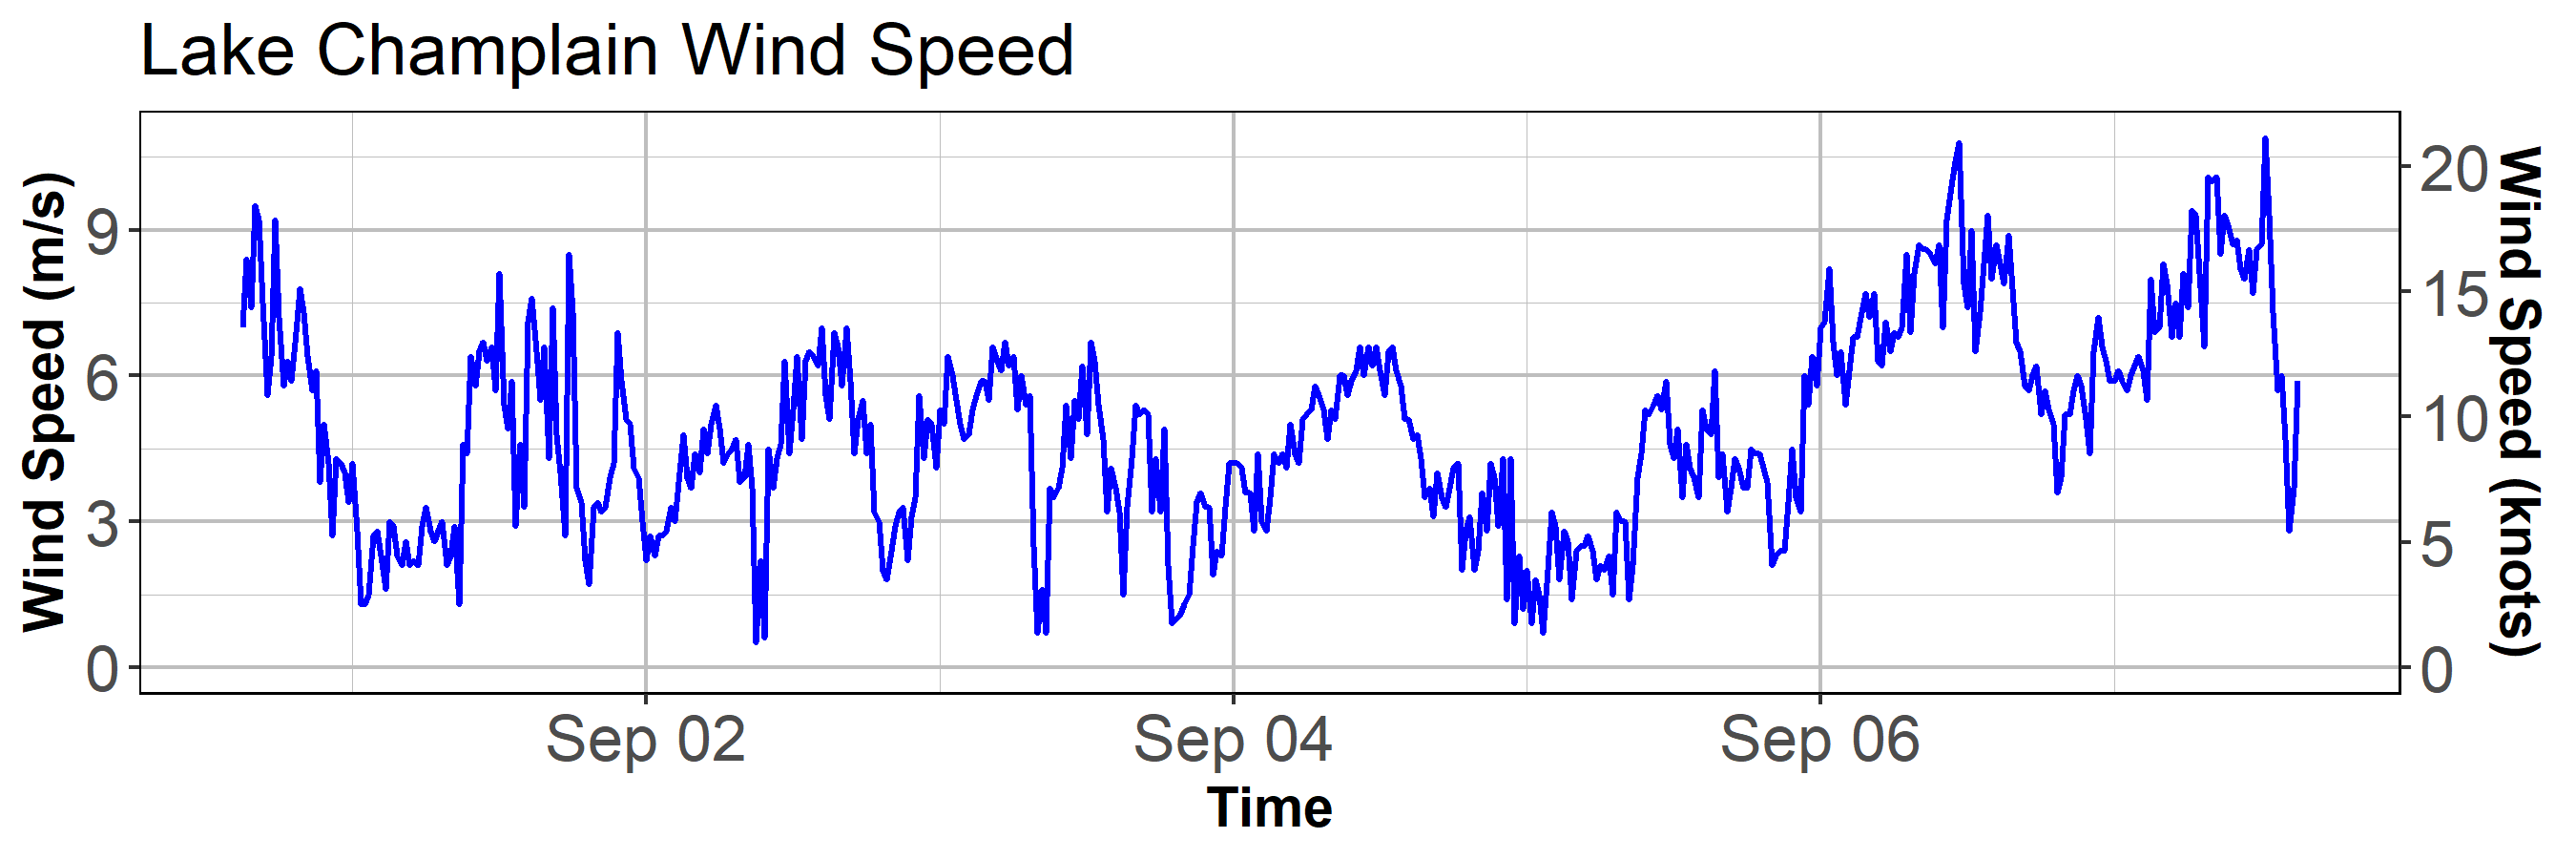 Lake Champlain Wind Speed
Wind Speed (m/s)
9
6
3
0
20
15
10
5
0
Wind Speed (knots)
Sep 02
Sep 04
Sep 06
Time